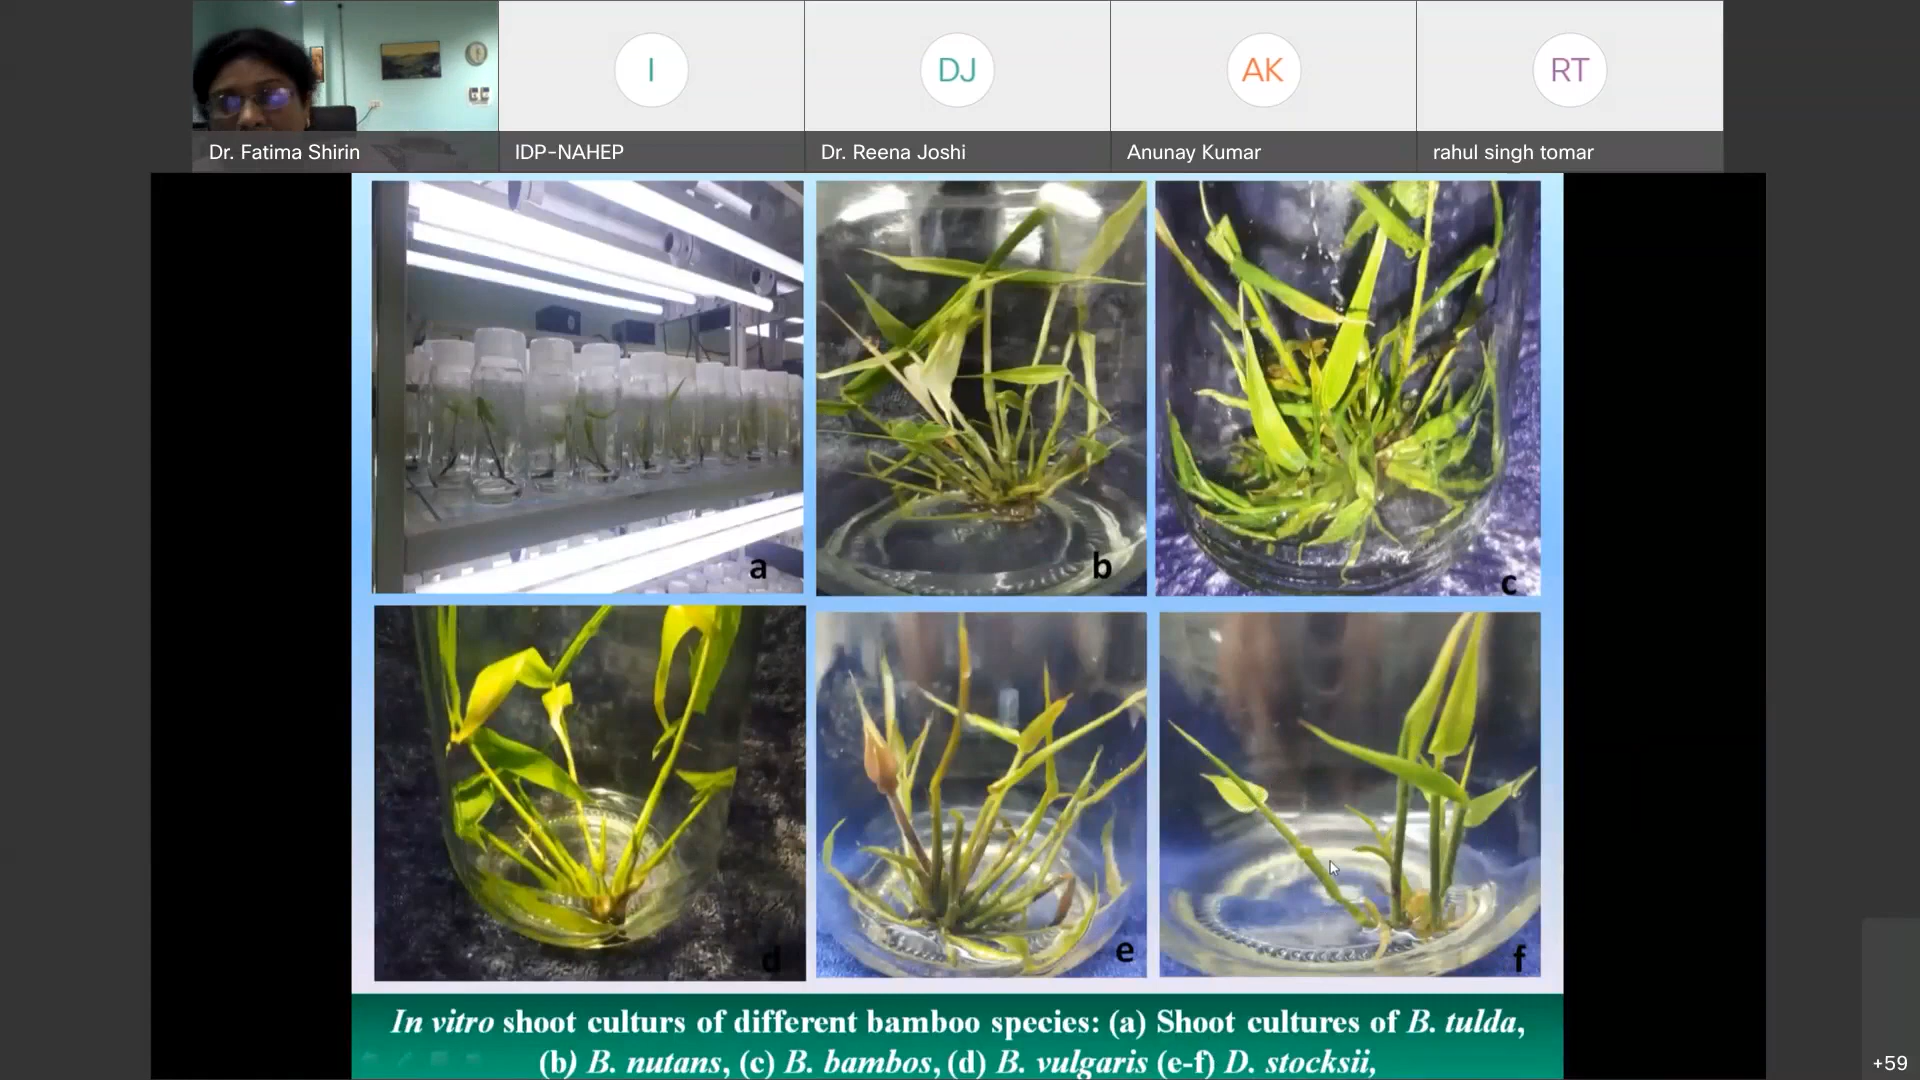 I
DJ
AK
RT
Dr. Fatima Shirin
IDP-NAHEP
Dr. Reena Joshi
Anunay Kumar
rahul singh tomar
a
b
c
d
e
f
In vitro shoot culturs of different bamboo species: (a) Shoot cultures of B. tulda,
(b) B. nutans, (c) B. bambos, (d) B. vulgaris (e-f) D. stocksii,
+59